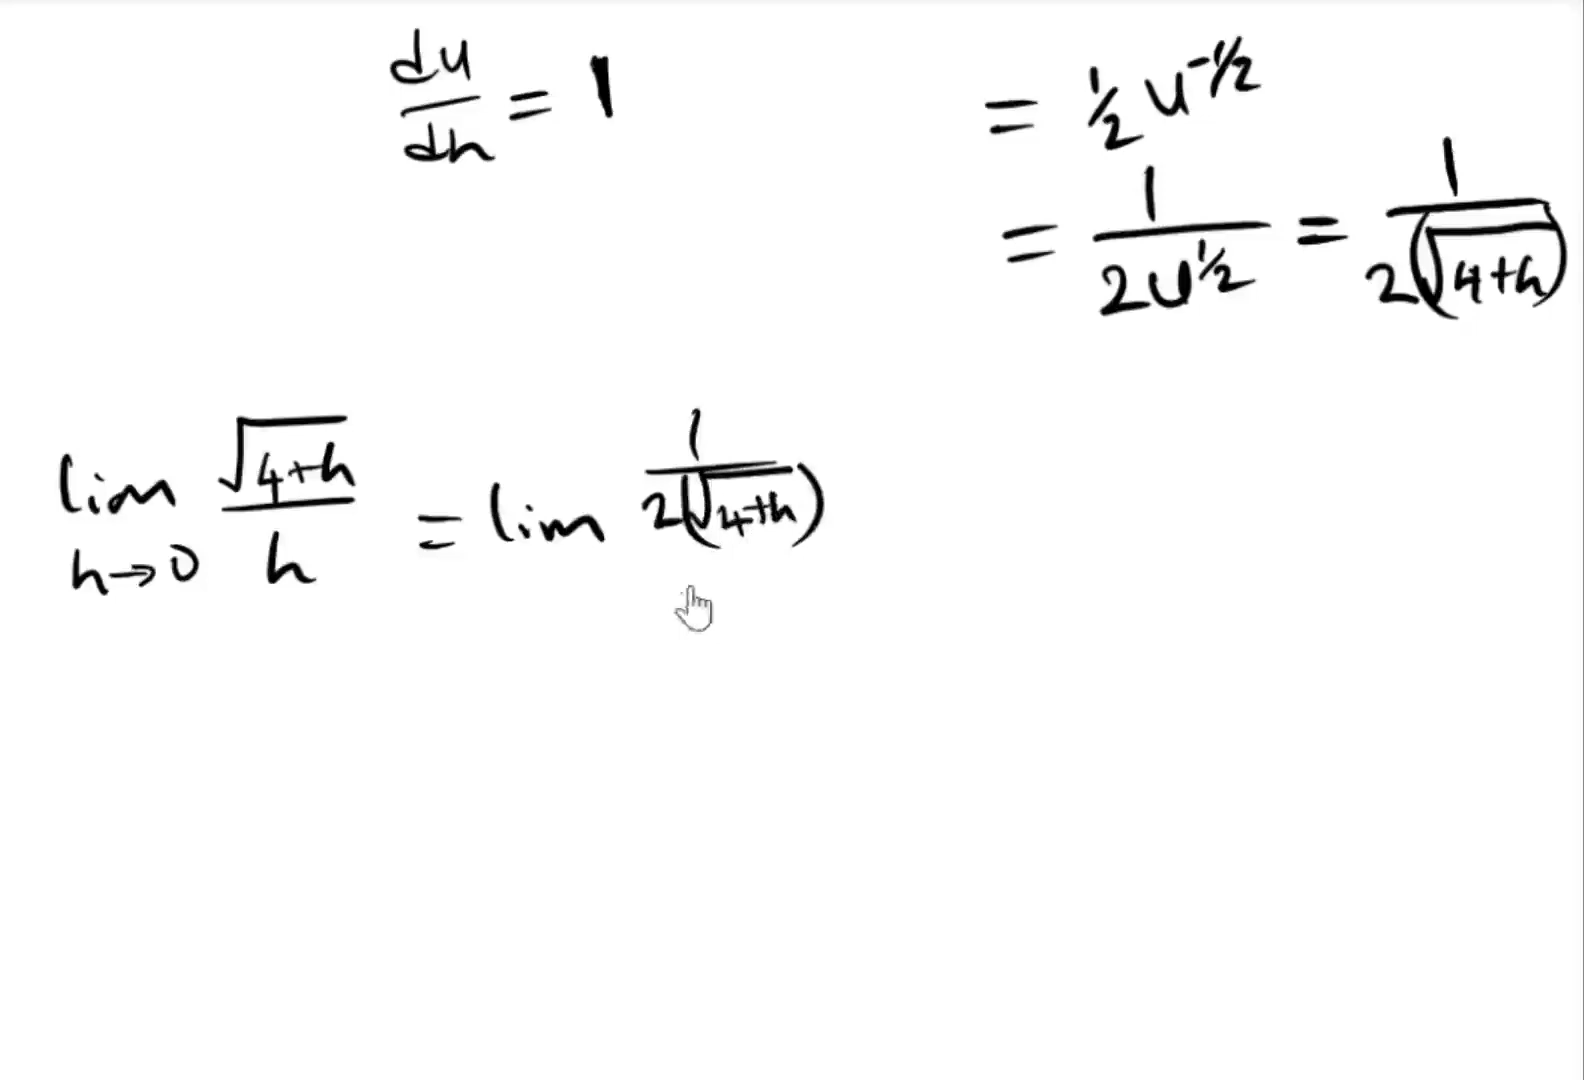 du/dh = 1
= ½ u^-1/2
= 1/(2u^1/2) = 1/(2(√4+h))
lim h→0 √4+h/h = lim 1/(2(√4+h))